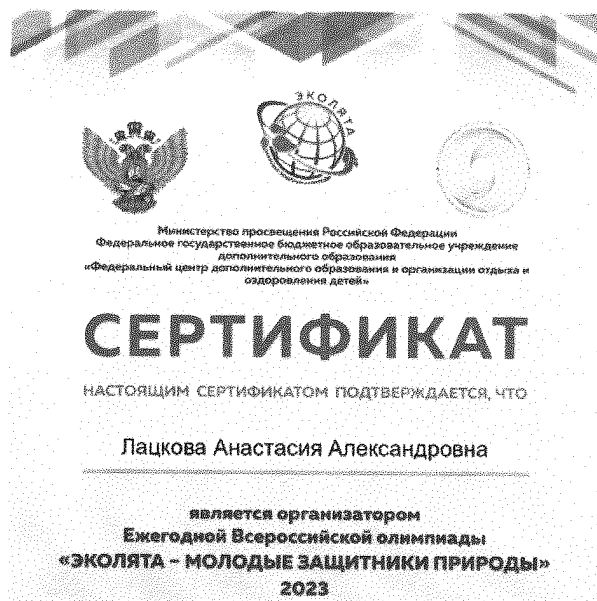 ЭКОЛЯТА
Министерство просвещения Российской Федерации
Федеральное государственное бюджетное образовательное учреждение
дополнительного образования
«Федеральный центр дополнительного образования и организации отдыха и
оздоровления детей»
СЕРТИФИКАТ
НАСТОЯЩИМ СЕРТИФИКАТОМ ПОДТВЕРЖДАЕТСЯ, ЧТО
Лацкова Анастасия Александровна
является организатором
Ежегодной Всероссийской олимпиады
«ЭКОЛЯТА – МОЛОДЫЕ ЗАЩИТНИКИ ПРИРОДЫ»
2023